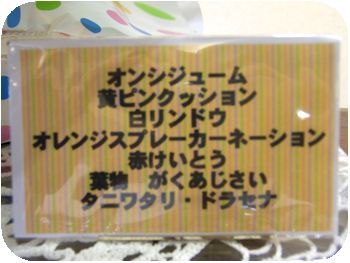 オンシジューム
黄ピンクッション
白リンドウ
オレンジスプレーカーネーション
赤けいとう
葉物　がくあじさい
タニワタリ・ドラセナ